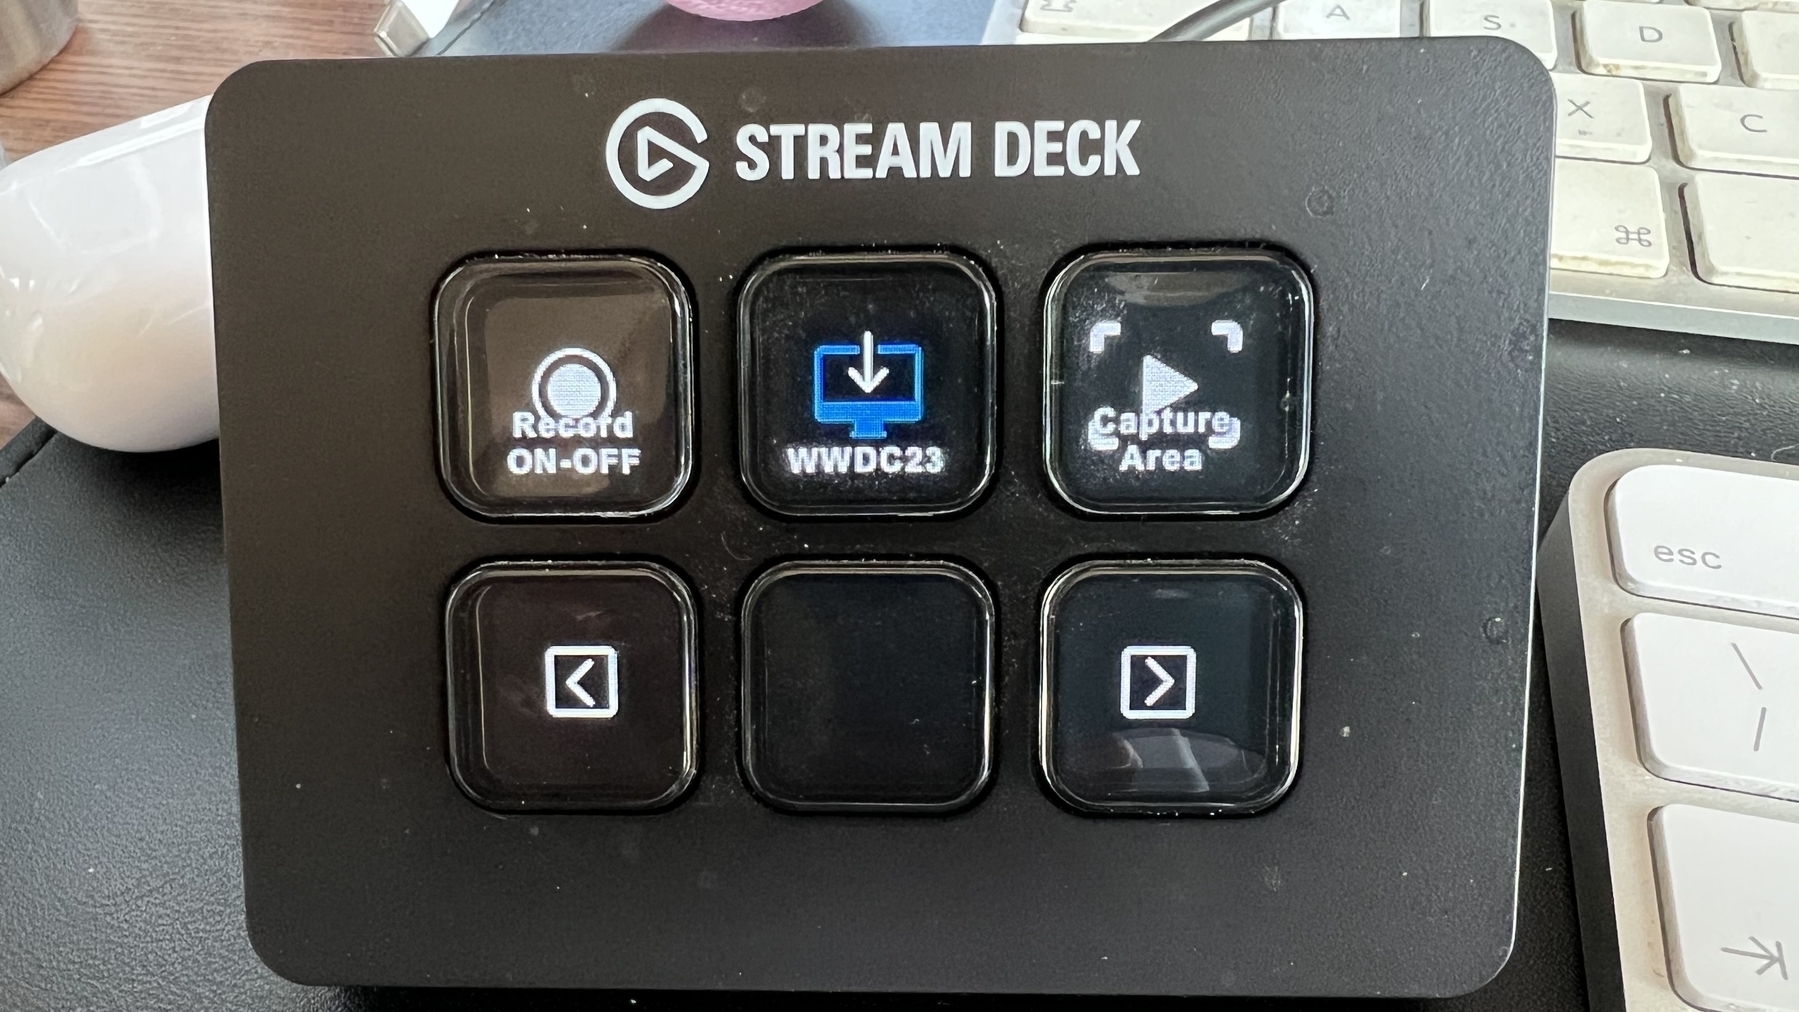 A
S
D
STREAM DECK
X
C
⌘
Record
ON-OFF
WWDC23
Capture
Area
esc
\
|